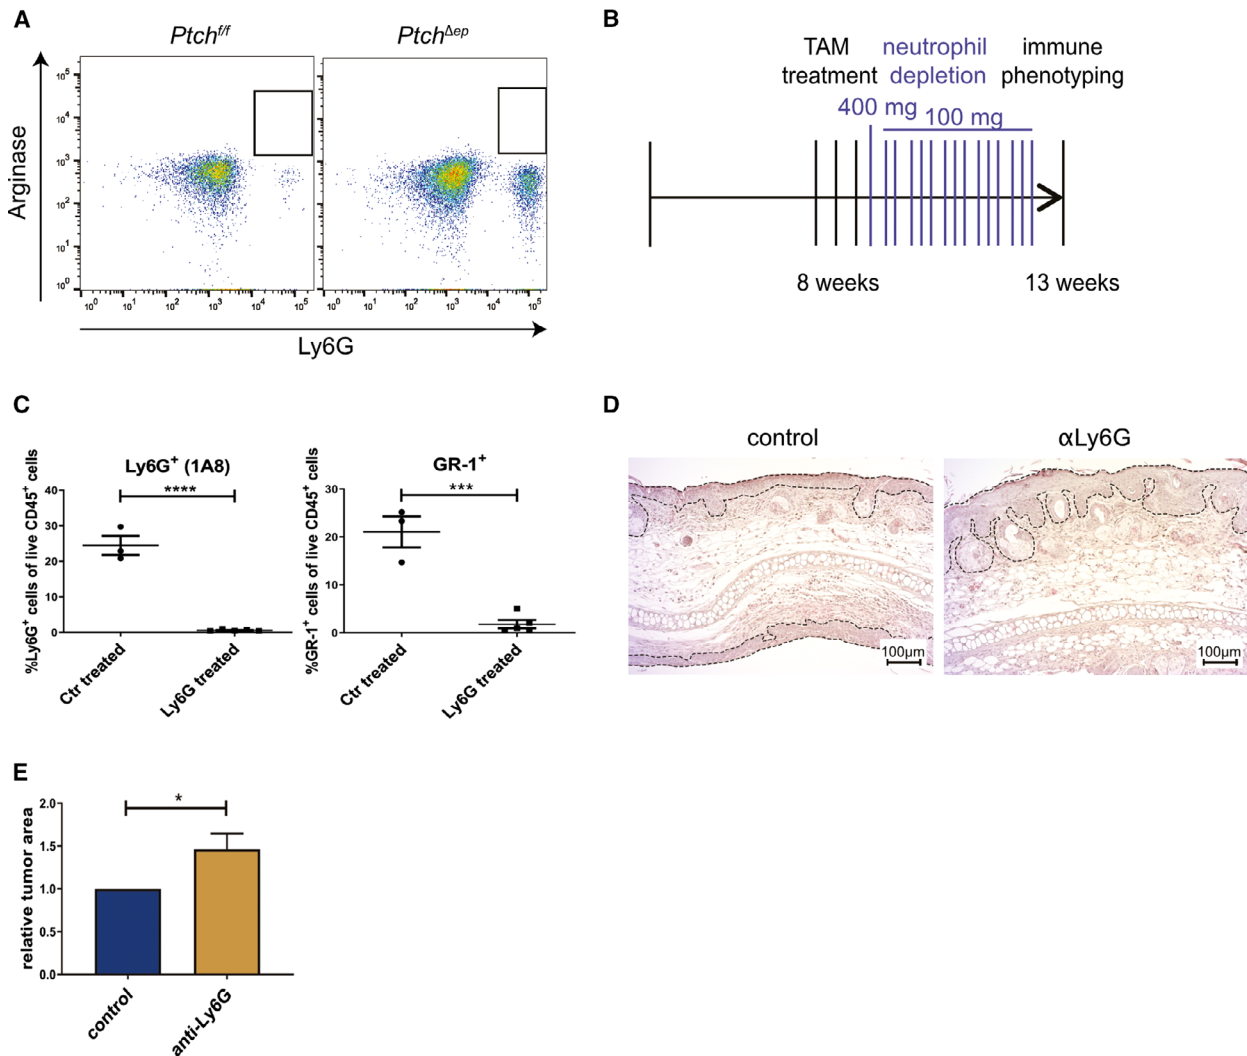 A
Ptch^f/f
Ptch^Δep
Arginase
10^5
10^4
10^3
10^2
10^1
10^0
10^0 10^1 10^2 10^3 10^4 10^5
10^0 10^1 10^2 10^3 10^4 10^5
Ly6G
B
TAM treatment
neutrophil depletion
immune phenotyping
400 mg
100 mg
8 weeks
13 weeks
C
Ly6G+ (1A8)
%Ly6G+ cells of live CD45+ cells
****
40
30
20
10
0
Ctr treated
Ly6G treated
GR-1+
%GR-1+ cells of live CD45+ cells
***
30
20
10
0
Ctr treated
Ly6G treated
D
control
αLy6G
100μm
100μm
E
relative tumor area
*
2.0
1.5
1.0
0.5
0.0
control
anti-Ly6G